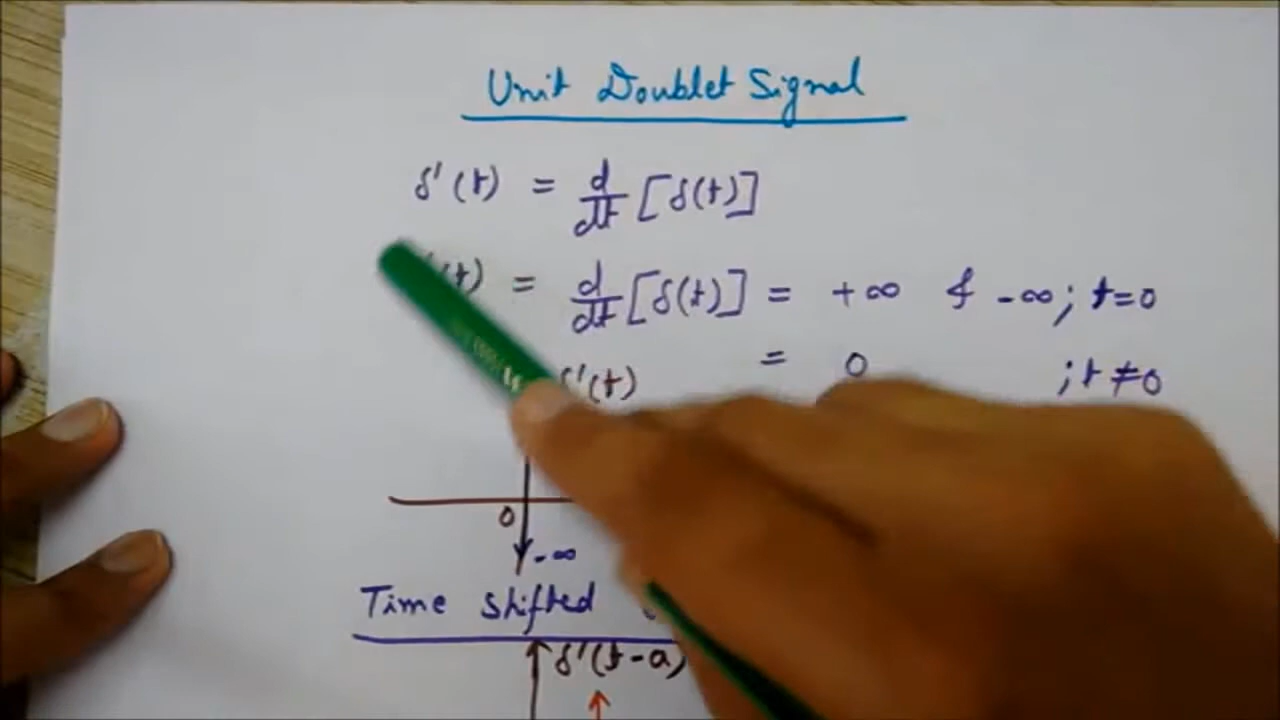 Unit Doublet Signal
δ'(t) = d/dt [δ(t)]
'(t) = d/dt [δ(t)] = +∞ & -∞; t=0
= 0 ; t≠0
δ'(t)
0
-∞
Time shifted
δ'(t-a)